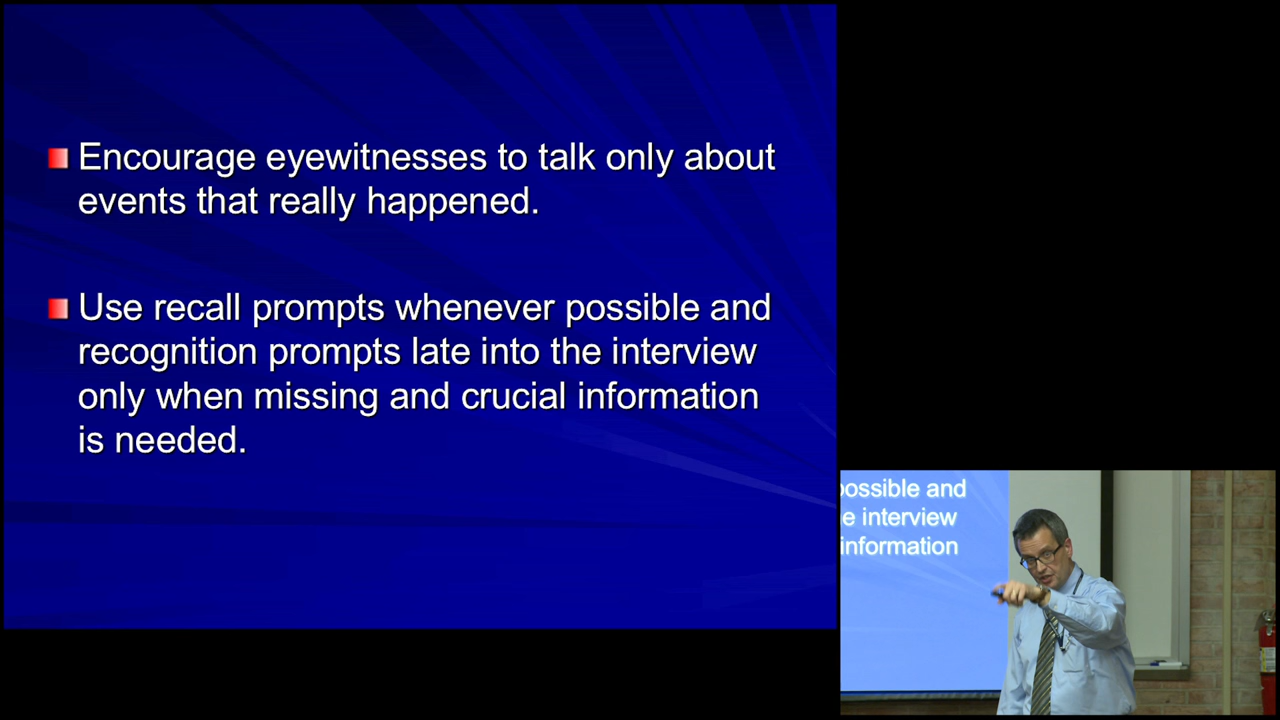 Encourage eyewitnesses to talk only about
events that really happened.
Use recall prompts whenever possible and
recognition prompts late into the interview
only when missing and crucial information
is needed.
possible and
e interview
information